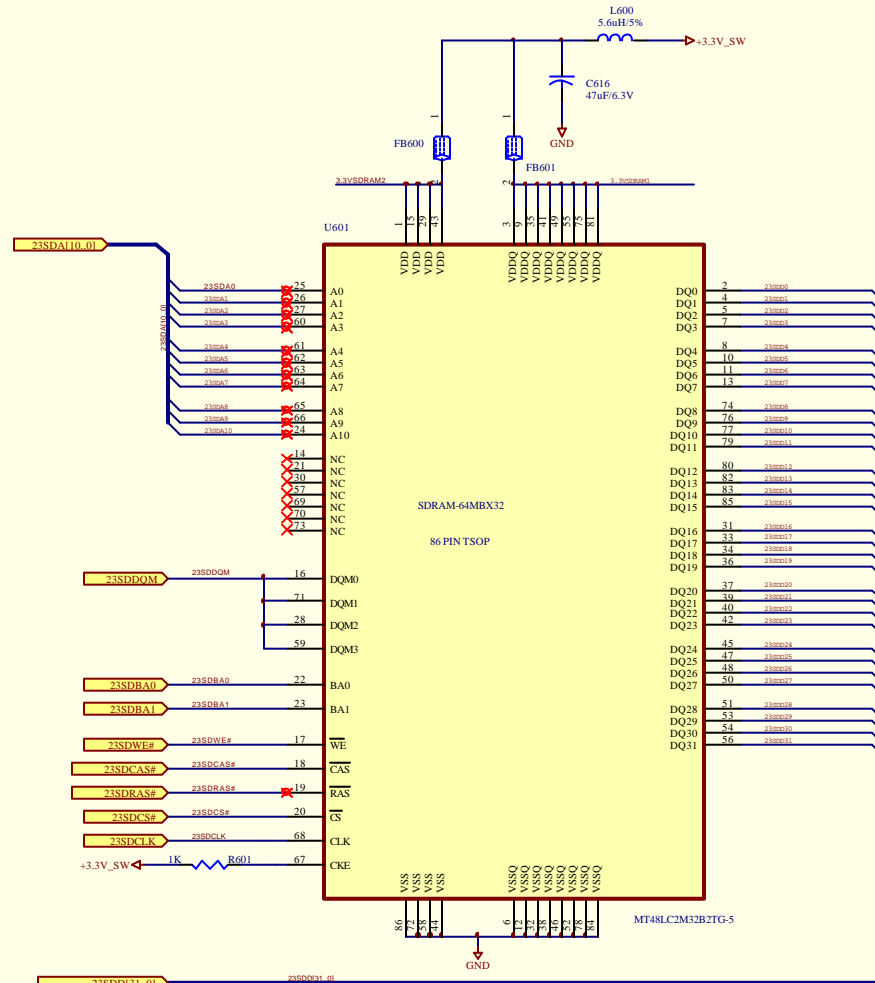 L600
5.6uH/5%
+3.3V_SW
C616
47uF/6.3V
GND
1
1
FB600
FB601
2
2
3.3VSDRAM2
3.3VSDRAM1
1
15
29
43
3
9
35
41
49
55
75
81
U601
VDD
VDD
VDD
VDD
VDDQ
VDDQ
VDDQ
VDDQ
VDDQ
VDDQ
VDDQ
VDDQ
23SDA[10..0]
23SDA[10..0]
23SDA0 25 A0
23SDA1 26 A1
23SDA2 27 A2
23SDA3 60 A3
23SDA4 61 A4
23SDA5 62 A5
23SDA6 63 A6
23SDA7 64 A7
23SDA8 65 A8
23SDA9 66 A9
23SDA10 24 A10
14 NC
21 NC
30 NC
57 NC
69 NC
70 NC
73 NC
SDRAM-64MBX32
86 PIN TSOP
23SDDQM 23SDDQM 16 DQM0
71 DQM1
28 DQM2
59 DQM3
23SDBA0 23SDBA0 22 BA0
23SDBA1 23SDBA1 23 BA1
23SDWE# 23SDWE# 17 WE
23SDCAS# 23SDCAS# 18 CAS
23SDRAS# 23SDRAS# 19 RAS
23SDCS# 23SDCS# 20 CS
23SDCLK 23SDCLK 68 CLK
+3.3V_SW 1K R601 67 CKE
DQ0 2 23SDD0
DQ1 4 23SDD1
DQ2 5 23SDD2
DQ3 7 23SDD3
DQ4 8 23SDD4
DQ5 10 23SDD5
DQ6 11 23SDD6
DQ7 13 23SDD7
DQ8 74 23SDD8
DQ9 76 23SDD9
DQ10 77 23SDD10
DQ11 79 23SDD11
DQ12 80 23SDD12
DQ13 82 23SDD13
DQ14 83 23SDD14
DQ15 85 23SDD15
DQ16 31 23SDD16
DQ17 33 23SDD17
DQ18 34 23SDD18
DQ19 36 23SDD19
DQ20 37 23SDD20
DQ21 39 23SDD21
DQ22 40 23SDD22
DQ23 42 23SDD23
DQ24 45 23SDD24
DQ25 47 23SDD25
DQ26 48 23SDD26
DQ27 50 23SDD27
DQ28 51 23SDD28
DQ29 53 23SDD29
DQ30 54 23SDD30
DQ31 56 23SDD31
VSS
VSS
VSS
VSS
VSSQ
VSSQ
VSSQ
VSSQ
VSSQ
VSSQ
VSSQ
VSSQ
86
72
58
44
6
12
32
38
46
52
78
84
MT48LC2M32B2TG-5
GND
23SDD[31..0]
23SDD[31..0]